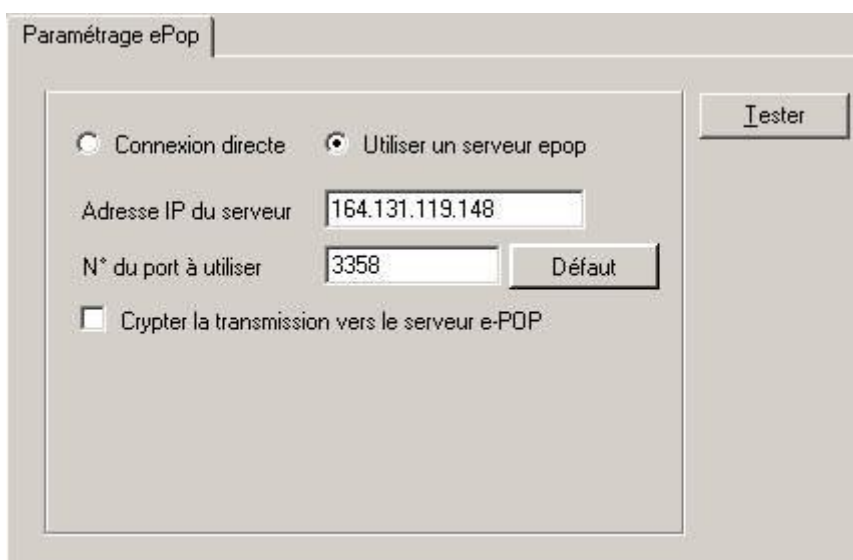 Paramétrage ePop
Tester
Connexion directe
Utiliser un serveur epop
Adresse IP du serveur
164.131.119.148
N° du port à utiliser
3358
Défaut
Crypter la transmission vers le serveur e-POP